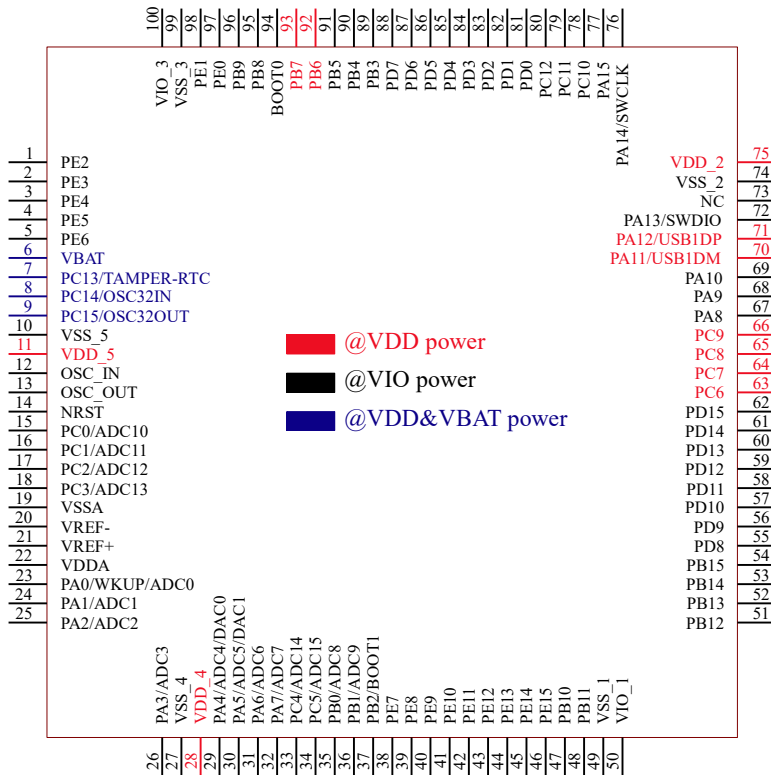 100 99 98 97 96 95 94 93 92 91 90 89 88 87 86 85 84 83 82 81 80 79 78 77 76
VIO_3
VSS_3
PE1
PE0
PB9
PB8
BOOT0
PB7
PB6
PB5
PB4
PB3
PD7
PD6
PD5
PD4
PD3
PD2
PD1
PD0
PC12
PC11
PC10
PA15
PA14/SWCLK
1 PE2
2 PE3
3 PE4
4 PE5
5 PE6
6 VBAT
7 PC13/TAMPER-RTC
8 PC14/OSC32IN
9 PC15/OSC32OUT
10 VSS_5
11 VDD_5
12 OSC_IN
13 OSC_OUT
14 NRST
15 PC0/ADC10
16 PC1/ADC11
17 PC2/ADC12
18 PC3/ADC13
19 VSSA
20 VREF-
21 VREF+
22 VDDA
23 PA0/WKUP/ADC0
24 PA1/ADC1
25 PA2/ADC2
@VDD power
@VIO power
@VDD&VBAT power
VDD_2 75
VSS_2 74
NC 73
PA13/SWDIO 72
PA12/USB1DP 71
PA11/USB1DM 70
PA10 69
PA9 68
PA8 67
PC9 66
PC8 65
PC7 64
PC6 63
PD15 62
PD14 61
PD13 60
PD12 59
PD11 58
PD10 57
PD9 56
PD8 55
PB15 54
PB14 53
PB13 52
PB12 51
PA3/ADC3
VSS_4
VDD_4
PA4/ADC4/DAC0
PA5/ADC5/DAC1
PA6/ADC6
PA7/ADC7
PC4/ADC14
PC5/ADC15
PB0/ADC8
PB1/ADC9
PB2/BOOT1
PE7
PE8
PE9
PE10
PE11
PE12
PE13
PE14
PE15
PB10
PB11
VSS_1
VIO_1
26 27 28 29 30 31 32 33 34 35 36 37 38 39 40 41 42 43 44 45 46 47 48 49 50